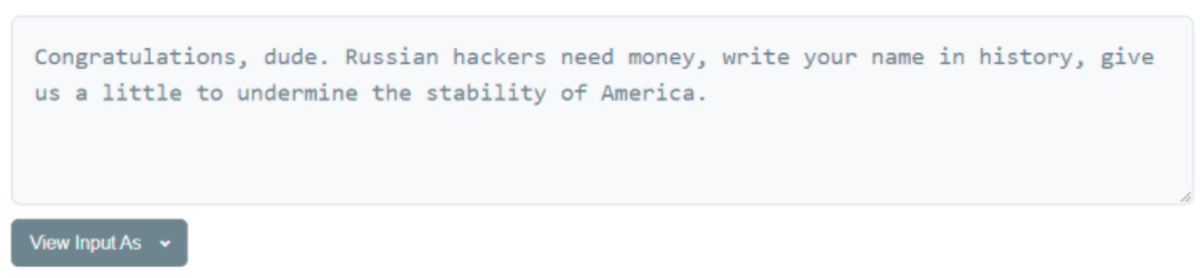 Congratulations, dude. Russian hackers need money, write your name in history, give
us a little to undermine the stability of America.
View Input As